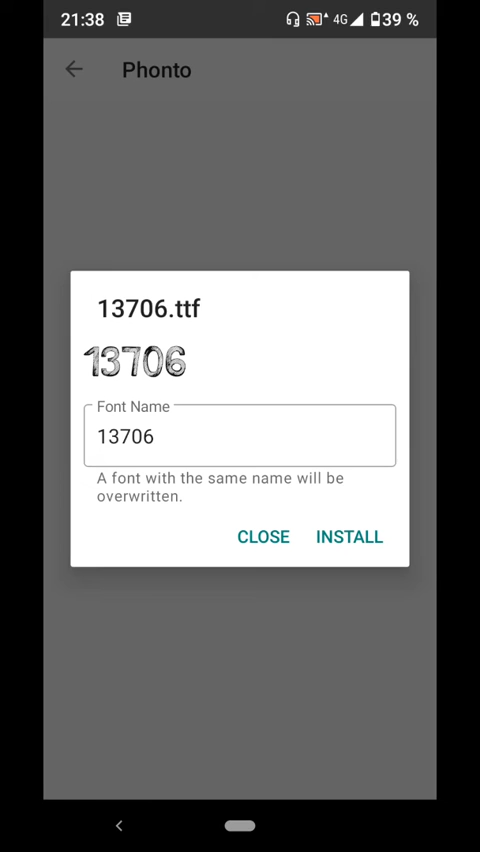 21:38 4G 39 %
Phonto
13706.ttf
13706
Font Name
13706
A font with the same name will be
overwritten.
CLOSE INSTALL